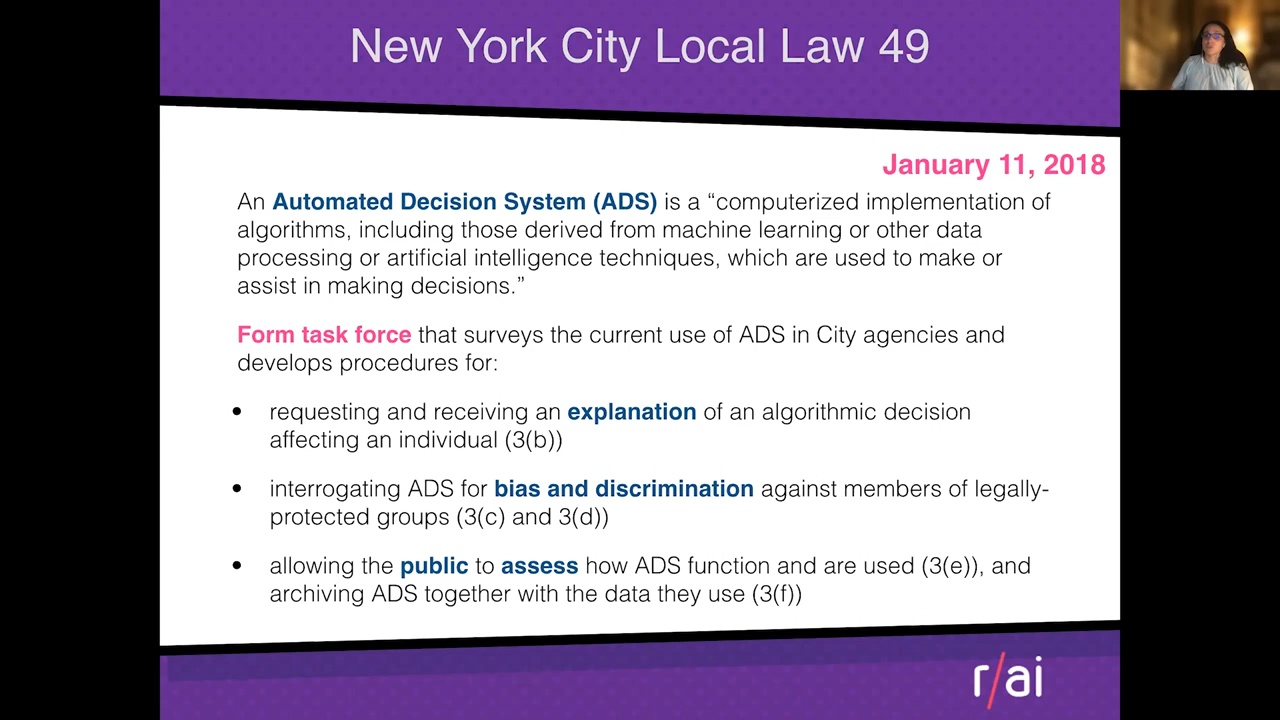 New York City Local Law 49
January 11, 2018
An Automated Decision System (ADS) is a “computerized implementation of
algorithms, including those derived from machine learning or other data
processing or artificial intelligence techniques, which are used to make or
assist in making decisions.”
Form task force that surveys the current use of ADS in City agencies and
develops procedures for:
• requesting and receiving an explanation of an algorithmic decision
affecting an individual (3(b))
• interrogating ADS for bias and discrimination against members of legally-
protected groups (3(c) and 3(d))
• allowing the public to assess how ADS function and are used (3(e)), and
archiving ADS together with the data they use (3(f))
r/ai